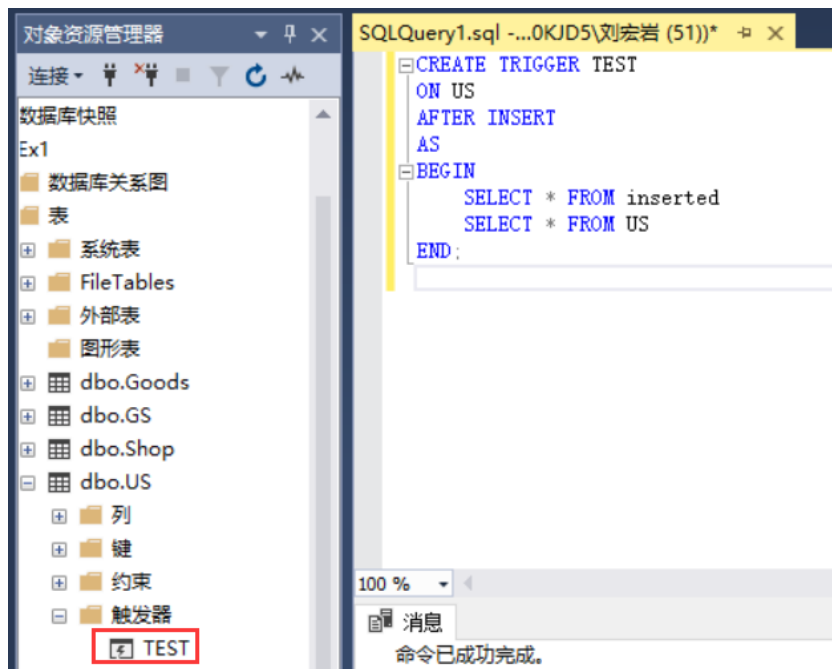 对象资源管理器
连接
数据库快照
Ex1
数据库关系图
表
系统表
FileTables
外部表
图形表
dbo.Goods
dbo.GS
dbo.Shop
dbo.US
列
键
约束
触发器
TEST
SQLQuery1.sql -...0KJD5\刘宏岩 (51))*
CREATE TRIGGER TEST
ON US
AFTER INSERT
AS
BEGIN
SELECT * FROM inserted
SELECT * FROM US
END;
100 %
消息
命令已成功完成。